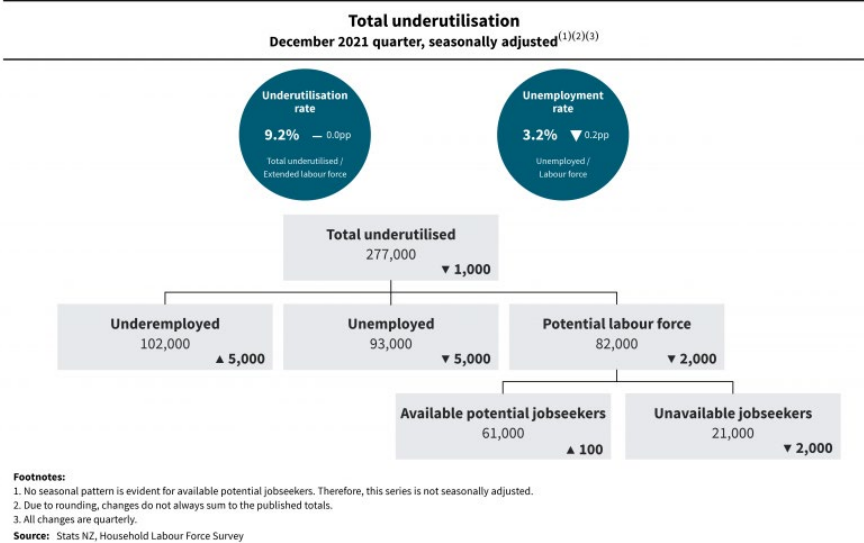 Total underutilisation
December 2021 quarter, seasonally adjusted(1)(2)(3)
Underutilisation
rate
9.2% — 0.0pp
Total underutilised /
Extended labour force
Unemployment
rate
3.2% ▼ 0.2pp
Unemployed /
Labour force
Total underutilised
277,000
▼ 1,000
Underemployed
102,000
▲ 5,000
Unemployed
93,000
▼ 5,000
Potential labour force
82,000
▼ 2,000
Available potential jobseekers
61,000
▲ 100
Unavailable jobseekers
21,000
▼ 2,000
Footnotes:
1. No seasonal pattern is evident for available potential jobseekers. Therefore, this series is not seasonally adjusted.
2. Due to rounding, changes do not always sum to the published totals.
3. All changes are quarterly.
Source: Stats NZ, Household Labour Force Survey